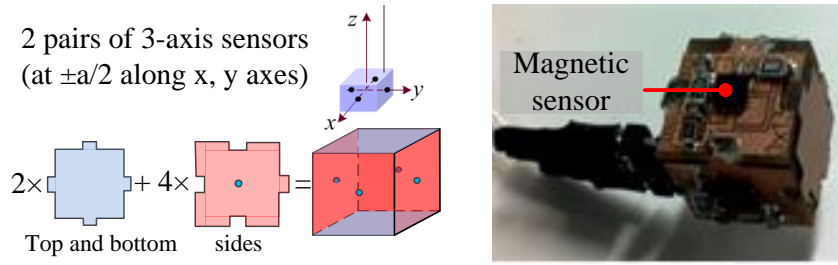 2 pairs of 3-axis sensors
(at ±a/2 along x, y axes)
z
y
x
2× + 4× =
Top and bottom sides
Magnetic
sensor